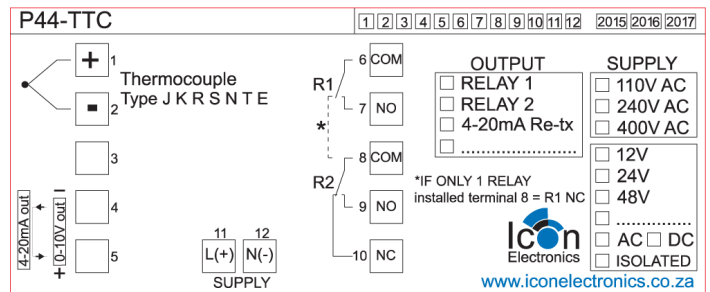 P44-TTC
1 2 3 4 5 6 7 8 9 10 11 12 2015 2016 2017
+ 1
Thermocouple
Type J K R S N T E
- 2
3
4
5
4-20mA out
+ 0-10V out -
11 12
L(+) N(-)
SUPPLY
6 COM
R1
7 NO
*
8 COM
R2
9 NO
10 NC
OUTPUT
RELAY 1
RELAY 2
4-20mA Re-tx
....................
*IF ONLY 1 RELAY
installed terminal 8 = R1 NC
SUPPLY
110V AC
240V AC
400V AC
12V
24V
48V
.................
AC DC
ISOLATED
Icon
Electronics
www.iconelectronics.co.za